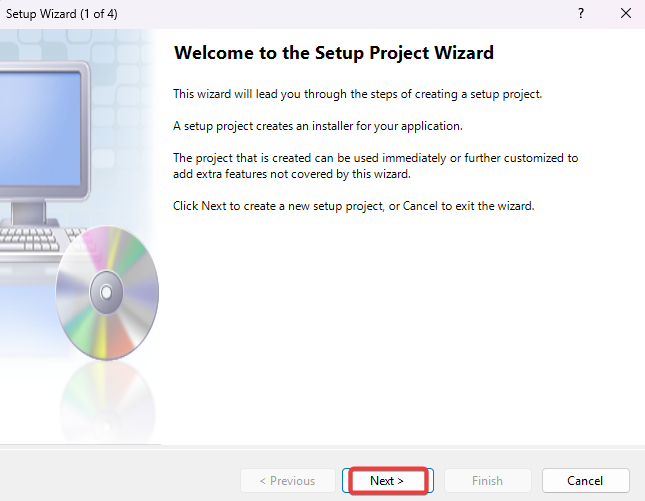 Setup Wizard (1 of 4)
?
Welcome to the Setup Project Wizard
This wizard will lead you through the steps of creating a setup project.
A setup project creates an installer for your application.
The project that is created can be used immediately or further customized to
add extra features not covered by this wizard.
Click Next to create a new setup project, or Cancel to exit the wizard.
< Previous
Next >
Finish
Cancel